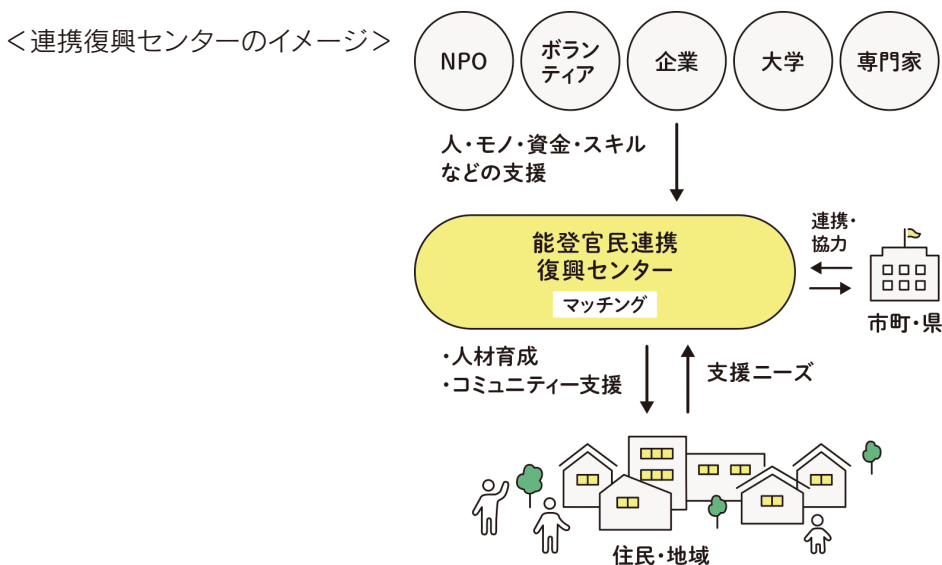 ＜連携復興センターのイメージ＞
NPO
ボラン
ティア
企業
大学
専門家
人・モノ・資金・スキル
などの支援
能登官民連携
復興センター
マッチング
連携・
協力
市町・県
・人材育成
・コミュニティー支援
支援ニーズ
住民・地域